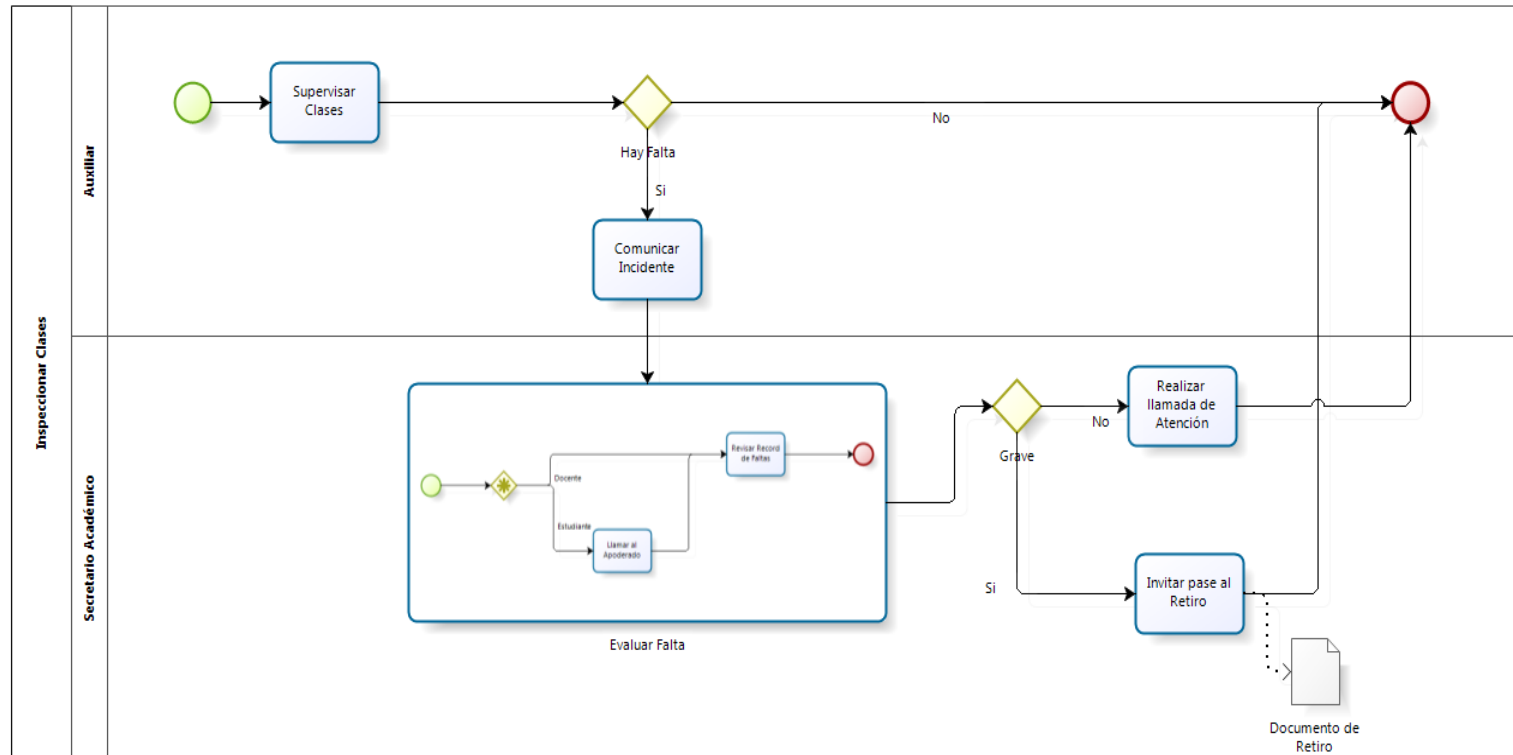 Inspeccionar Clases
Auxiliar
Supervisar
Clases
Hay Falta
No
Si
Comunicar
Incidente
Secretario Académico
Docente
Estudiante
Llamar al
Apoderado
Revisar Record
de Faltas
Evaluar Falta
Grave
No
Realizar
llamada de
Atención
Si
Invitar pase al
Retiro
Documento de
Retiro